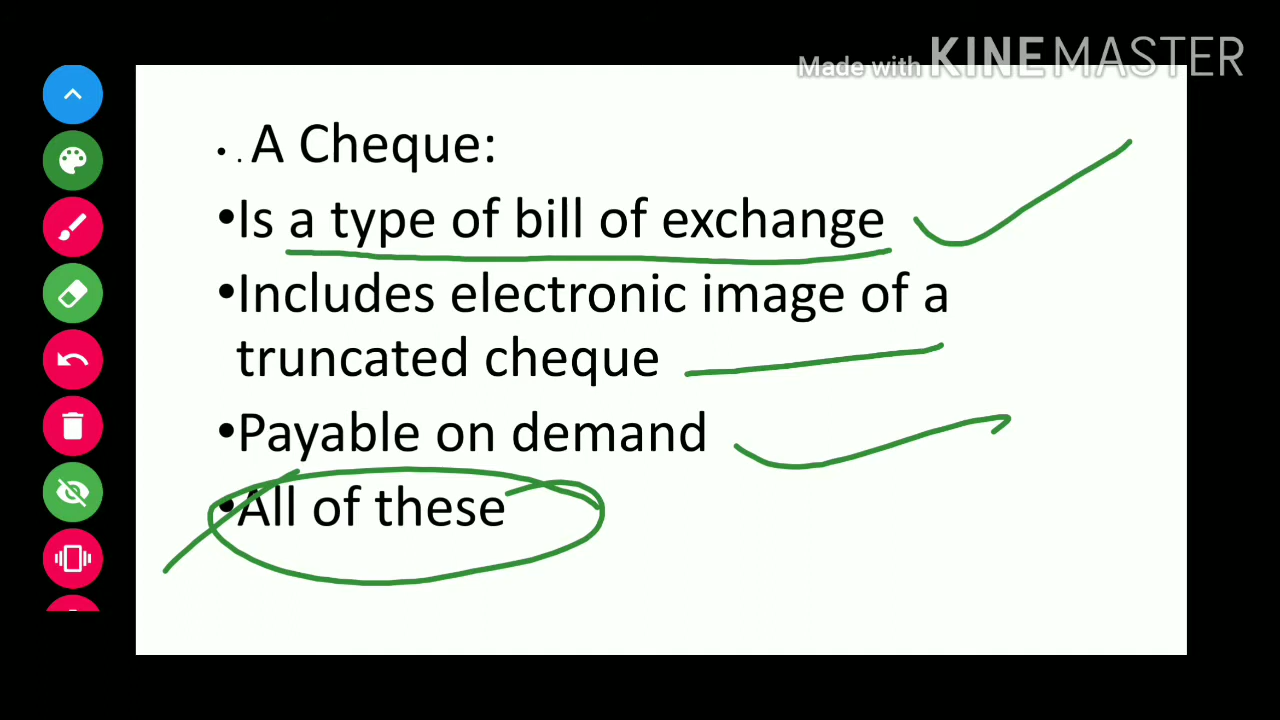 Made with KINEMASTER
• . A Cheque:
•Is a type of bill of exchange
•Includes electronic image of a
truncated cheque
•Payable on demand
•All of these